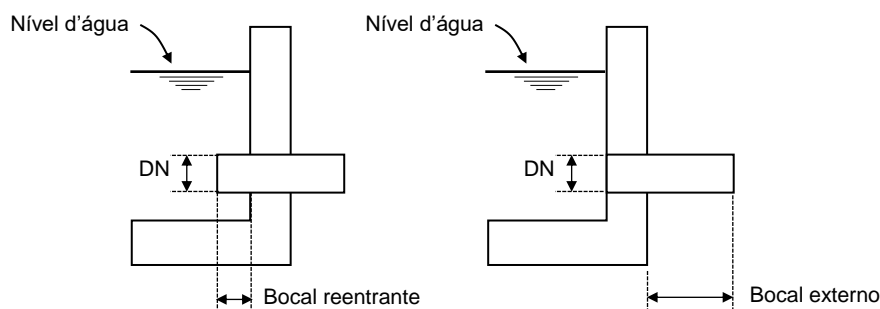 Nível d’água
Nível d’água
DN
DN
Bocal reentrante
Bocal externo